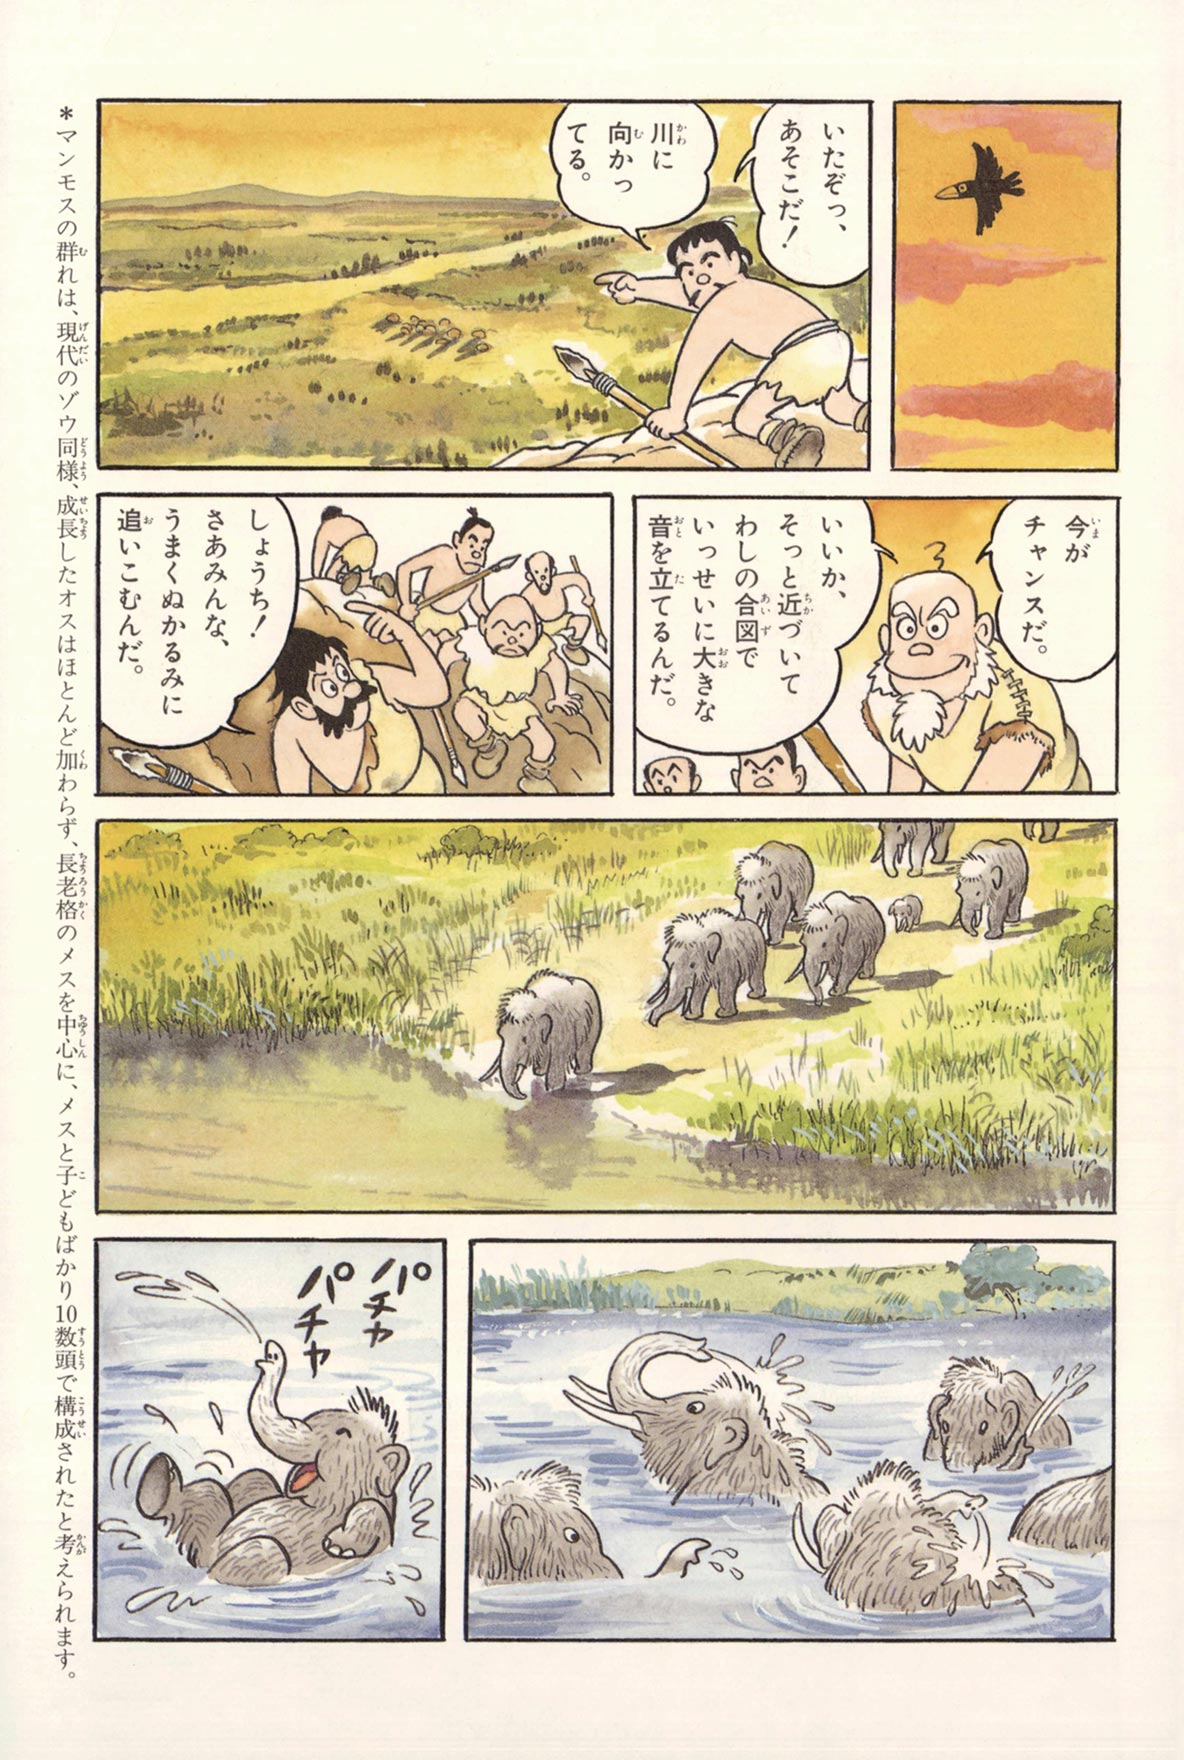 いたぞっ、
あそこだ！
川に
向かっ
てる。
今が
チャンスだ。
いいか、
そっと近づいて
わしの合図で
いっせいに大きな
音を立てるんだ。
しょうち！
さあみんな、
うまくぬかるみに
追いこむんだ。
パチャ
パチャ
＊マンモスの群れは、現代のゾウ同様、成長したオスはほとんど加わらず、長老格のメスを中心に、メスと子どもばかり10数頭で構成されたと考えられます。